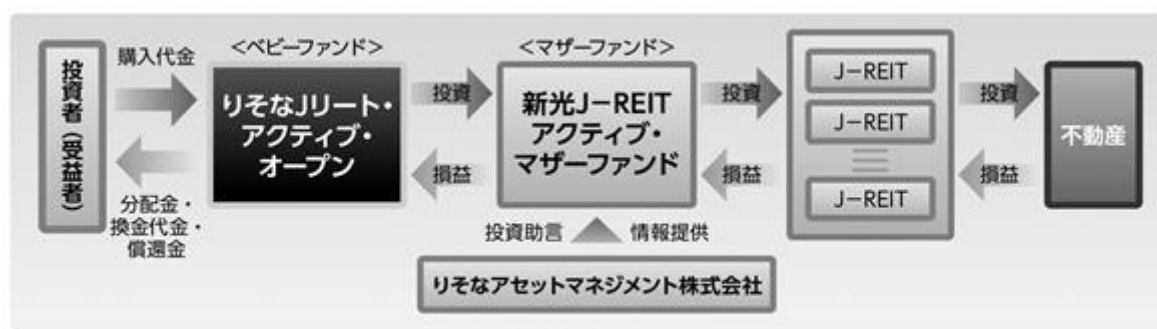 投資者（受益者）
購入代金
分配金・
換金代金・
償還金
＜ベビーファンド＞
りそなJリート・
アクティブ・
オープン
投資
損益
＜マザーファンド＞
新光J－REIT
アクティブ・
マザーファンド
投資助言
情報提供
りそなアセットマネジメント株式会社
投資
損益
J－REIT
J－REIT
J－REIT
投資
損益
不動産